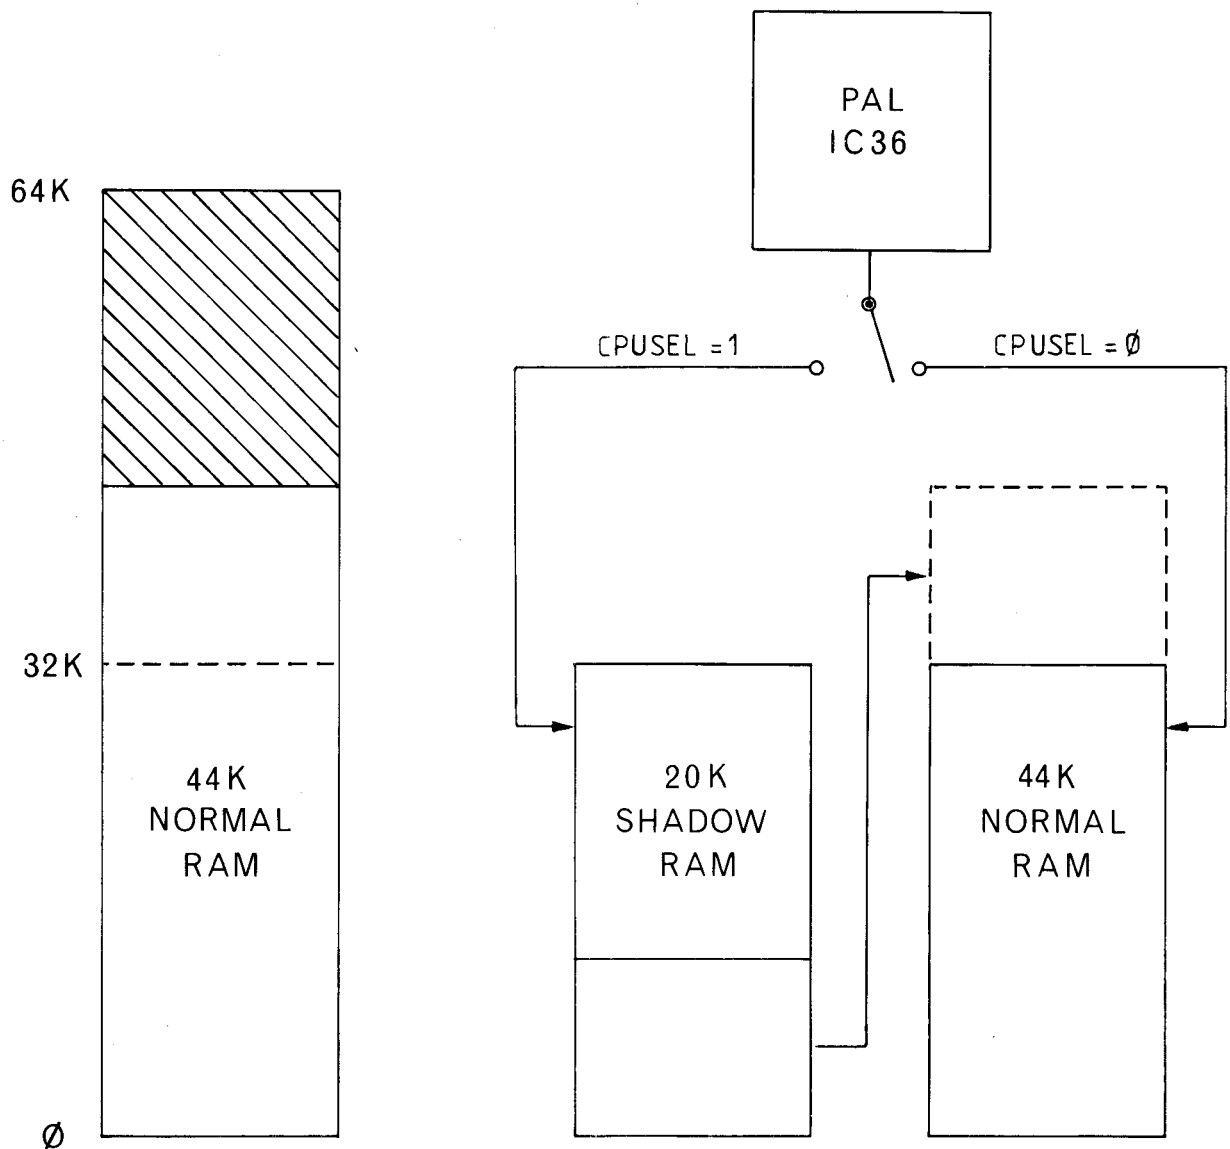 PAL
IC36
64K
CPUSEL = 1
CPUSEL = Ø
32K
44K
NORMAL
RAM
20K
SHADOW
RAM
44K
NORMAL
RAM
Ø